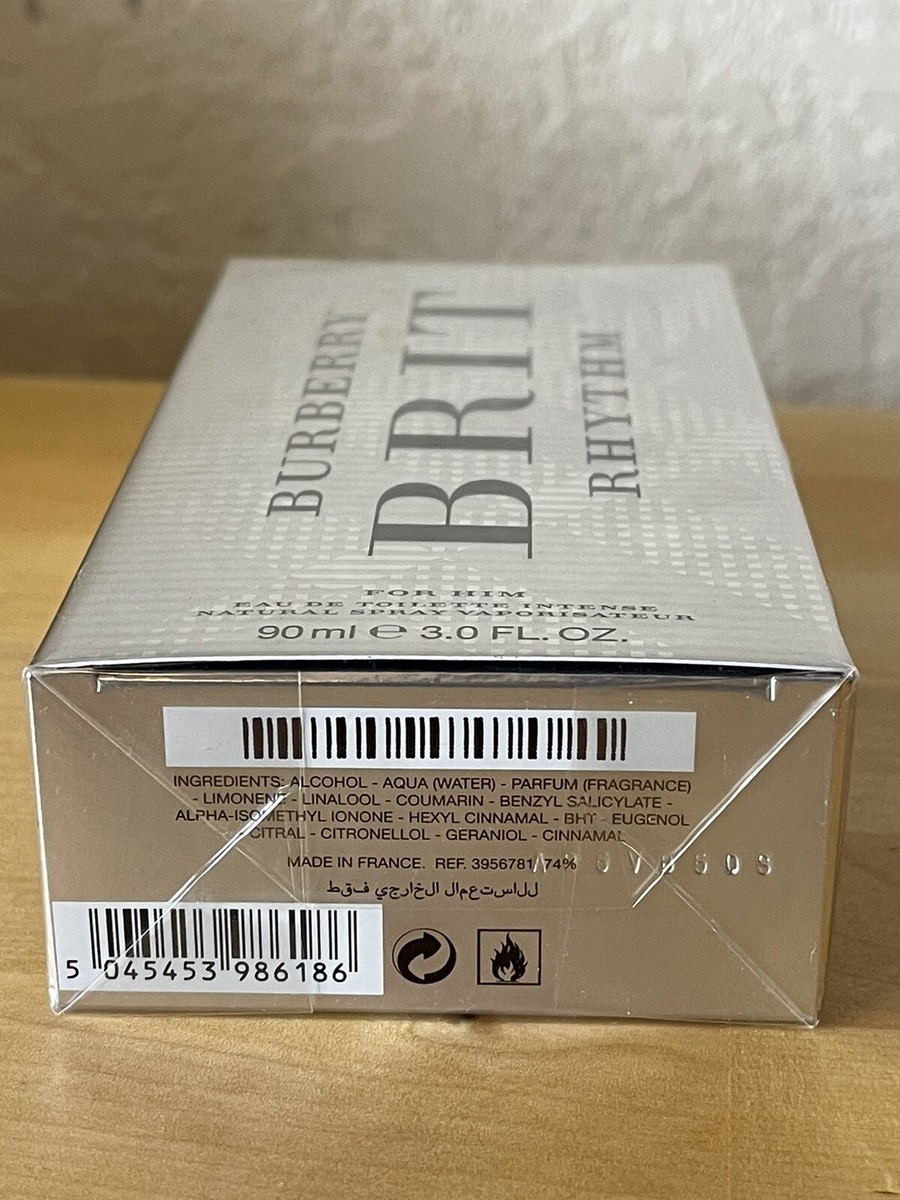 BURBERRY
BRIT
RHYTHM
FOR HIM
EAU DE TOILETTE INTENSE
NATURAL SPRAY VAPORISATEUR
90 ml ℮ 3.0 FL. OZ.
INGREDIENTS: ALCOHOL - AQUA (WATER) - PARFUM (FRAGRANCE)
- LIMONENE - LINALOOL - COUMARIN - BENZYL SALICYLATE -
ALPHA-ISOMETHYL IONONE - HEXYL CINNAMAL - BHT - EUGENOL
- CITRAL - CITRONELLOL - GERANIOL - CINNAMAL
MADE IN FRANCE. REF. 3956781/74%
للاستعمال الخارجي فقط
5 045453 986186